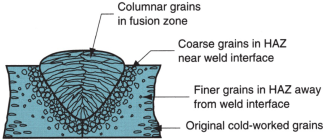 Columnar grains
in fusion zone
Coarse grains in HAZ
near weld interface
Finer grains in HAZ away
from weld interface
Original cold-worked grains